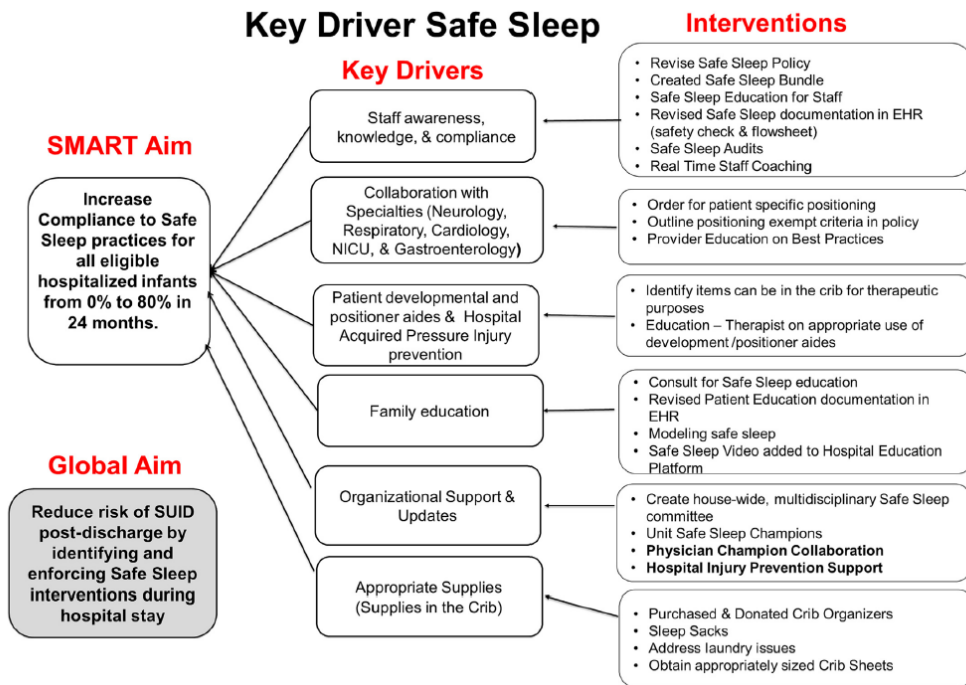 Key Driver Safe Sleep
SMART Aim
Increase
Compliance to Safe
Sleep practices for
all eligible
hospitalized infants
from 0% to 80% in
24 months.
Global Aim
Reduce risk of SUID
post-discharge by
identifying and
enforcing Safe Sleep
interventions during
hospital stay
Key Drivers
Staff awareness,
knowledge, & compliance
Collaboration with
Specialties (Neurology,
Respiratory, Cardiology,
NICU, & Gastroenterology)
Patient developmental and
positioner aides & Hospital
Acquired Pressure Injury
prevention
Family education
Organizational Support &
Updates
Appropriate Supplies
(Supplies in the Crib)
Interventions
• Revise Safe Sleep Policy
• Created Safe Sleep Bundle
• Safe Sleep Education for Staff
• Revised Safe Sleep documentation in EHR
(safety check & flowsheet)
• Safe Sleep Audits
• Real Time Staff Coaching
• Order for patient specific positioning
• Outline positioning exempt criteria in policy
• Provider Education on Best Practices
• Identify items can be in the crib for therapeutic
purposes
• Education – Therapist on appropriate use of
development /positioner aides
• Consult for Safe Sleep education
• Revised Patient Education documentation in
EHR
• Modeling safe sleep
• Safe Sleep Video added to Hospital Education
Platform
• Create house-wide, multidisciplinary Safe Sleep
committee
• Unit Safe Sleep Champions
• Physician Champion Collaboration
• Hospital Injury Prevention Support
• Purchased & Donated Crib Organizers
• Sleep Sacks
• Address laundry issues
• Obtain appropriately sized Crib Sheets